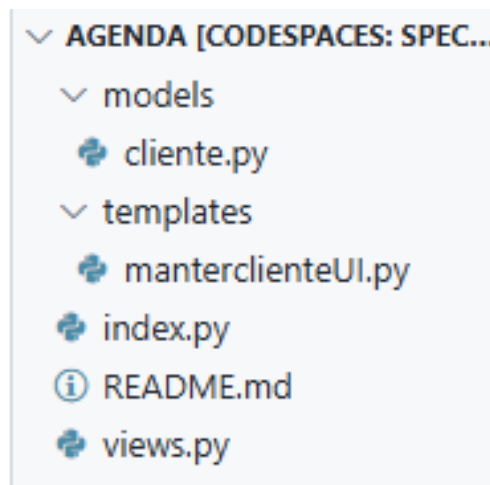 AGENDA [CODESPACES: SPEC...
models
cliente.py
templates
manterclienteUI.py
index.py
README.md
views.py